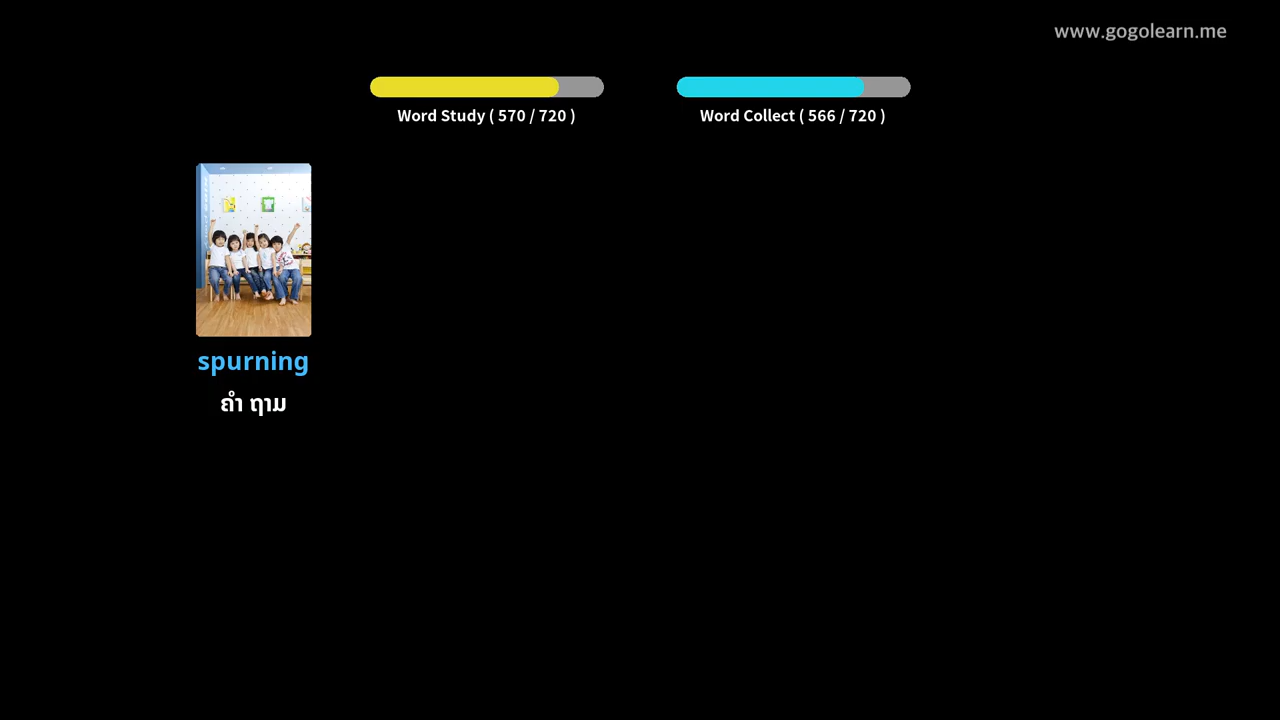 www.gogolearn.me
Word Study ( 570 / 720 )
Word Collect ( 566 / 720 )
spurning
ຄຳ ຖາມ